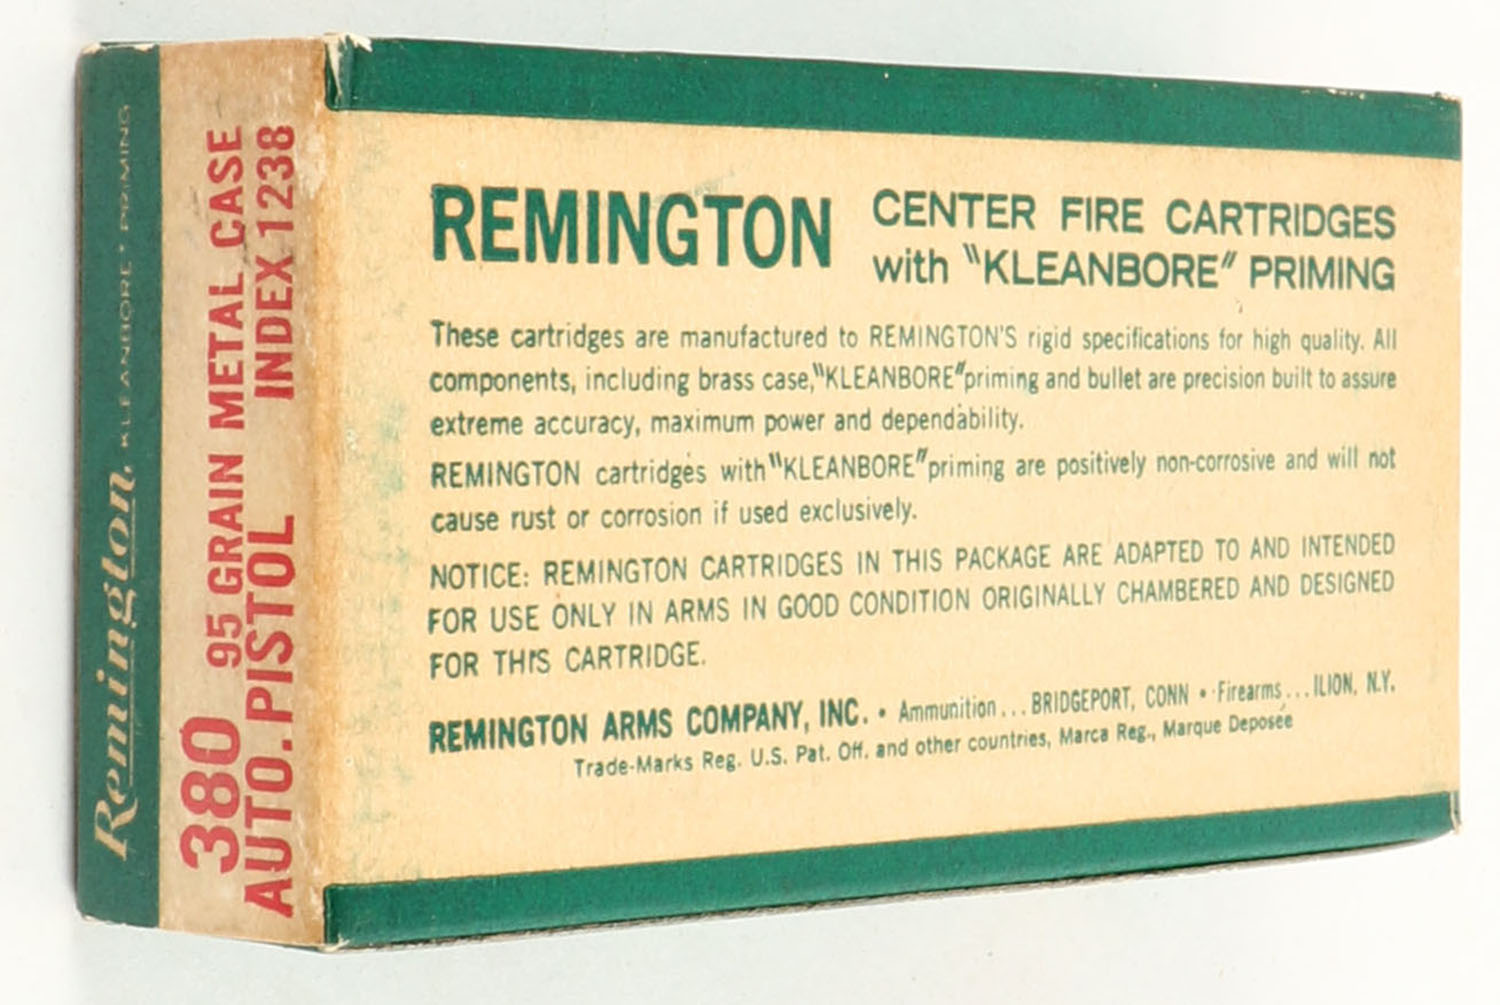 Remington, KLEANBORE® PRIMING
380 95 GRAIN METAL CASE
AUTO. PISTOL INDEX 1238
REMINGTON
CENTER FIRE CARTRIDGES
with "KLEANBORE" PRIMING
These cartridges are manufactured to REMINGTON'S rigid specifications for high quality. All
components, including brass case, "KLEANBORE" priming and bullet are precision built to assure
extreme accuracy, maximum power and dependability.
REMINGTON cartridges with "KLEANBORE" priming are positively non-corrosive and will not
cause rust or corrosion if used exclusively.
NOTICE: REMINGTON CARTRIDGES IN THIS PACKAGE ARE ADAPTED TO AND INTENDED
FOR USE ONLY IN ARMS IN GOOD CONDITION ORIGINALLY CHAMBERED AND DESIGNED
FOR THIS CARTRIDGE.
REMINGTON ARMS COMPANY, INC. • Ammunition... BRIDGEPORT, CONN • Firearms... ILION, N.Y.
Trade-Marks Reg. U.S. Pat. Off. and other countries, Marca Reg., Marque Deposée